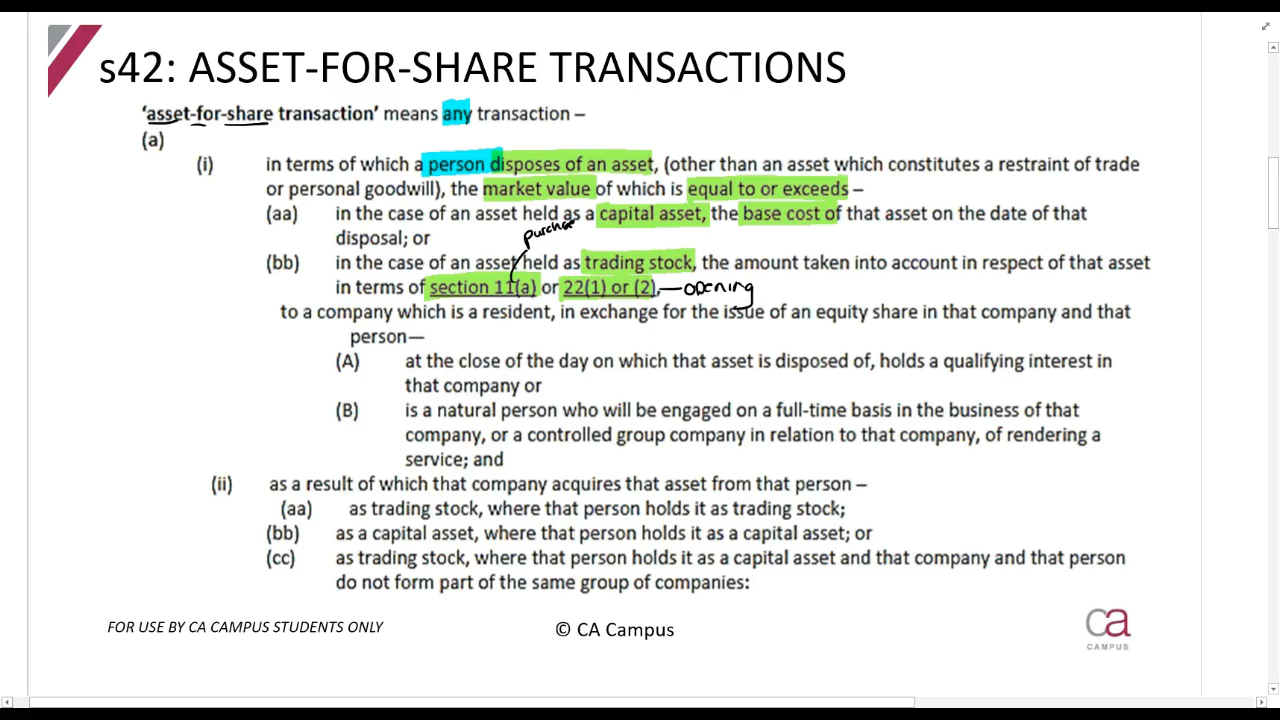 s42: ASSET-FOR-SHARE TRANSACTIONS
‘asset-for-share transaction’ means any transaction –
(a)
(i) in terms of which a person disposes of an asset, (other than an asset which constitutes a restraint of trade
or personal goodwill), the market value of which is equal to or exceeds –
(aa) in the case of an asset held as a capital asset, the base cost of that asset on the date of that
disposal; or
purchase
(bb) in the case of an asset held as trading stock, the amount taken into account in respect of that asset
in terms of section 11(a) or 22(1) or (2), opening
to a company which is a resident, in exchange for the issue of an equity share in that company and that
person—
(A) at the close of the day on which that asset is disposed of, holds a qualifying interest in
that company or
(B) is a natural person who will be engaged on a full-time basis in the business of that
company, or a controlled group company in relation to that company, of rendering a
service; and
(ii) as a result of which that company acquires that asset from that person –
(aa) as trading stock, where that person holds it as trading stock;
(bb) as a capital asset, where that person holds it as a capital asset; or
(cc) as trading stock, where that person holds it as a capital asset and that company and that person
do not form part of the same group of companies:
FOR USE BY CA CAMPUS STUDENTS ONLY
© CA Campus
ca
CAMPUS